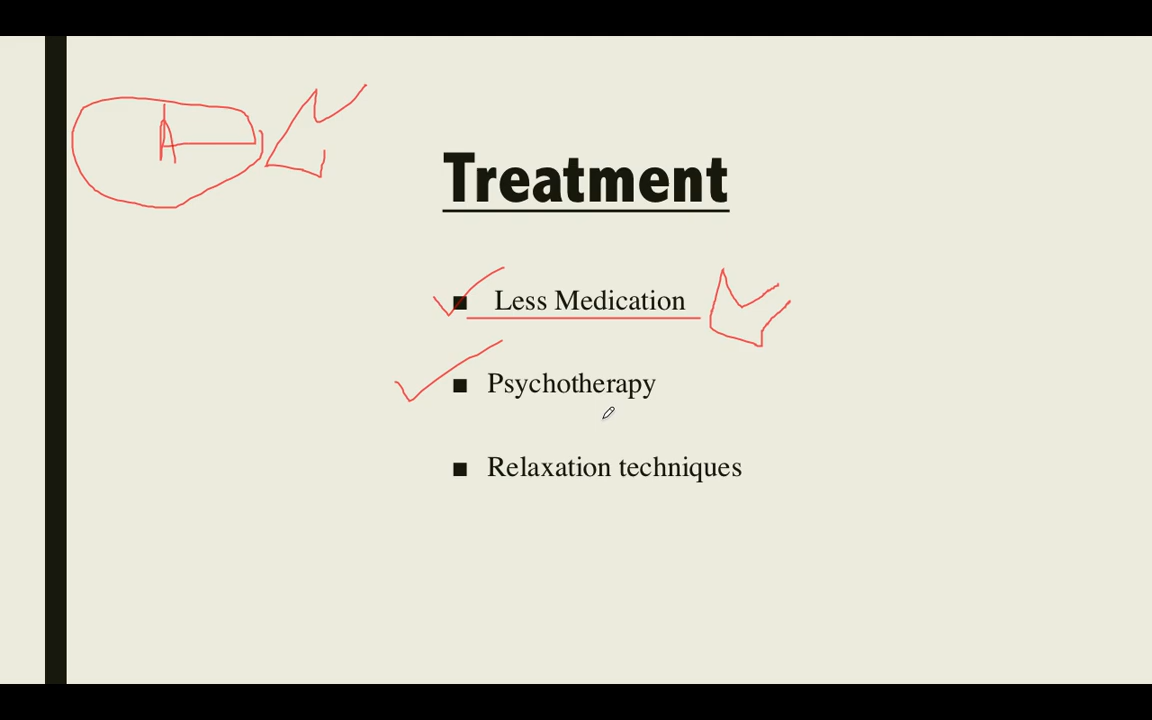 Treatment
Less Medication
Psychotherapy
Relaxation techniques